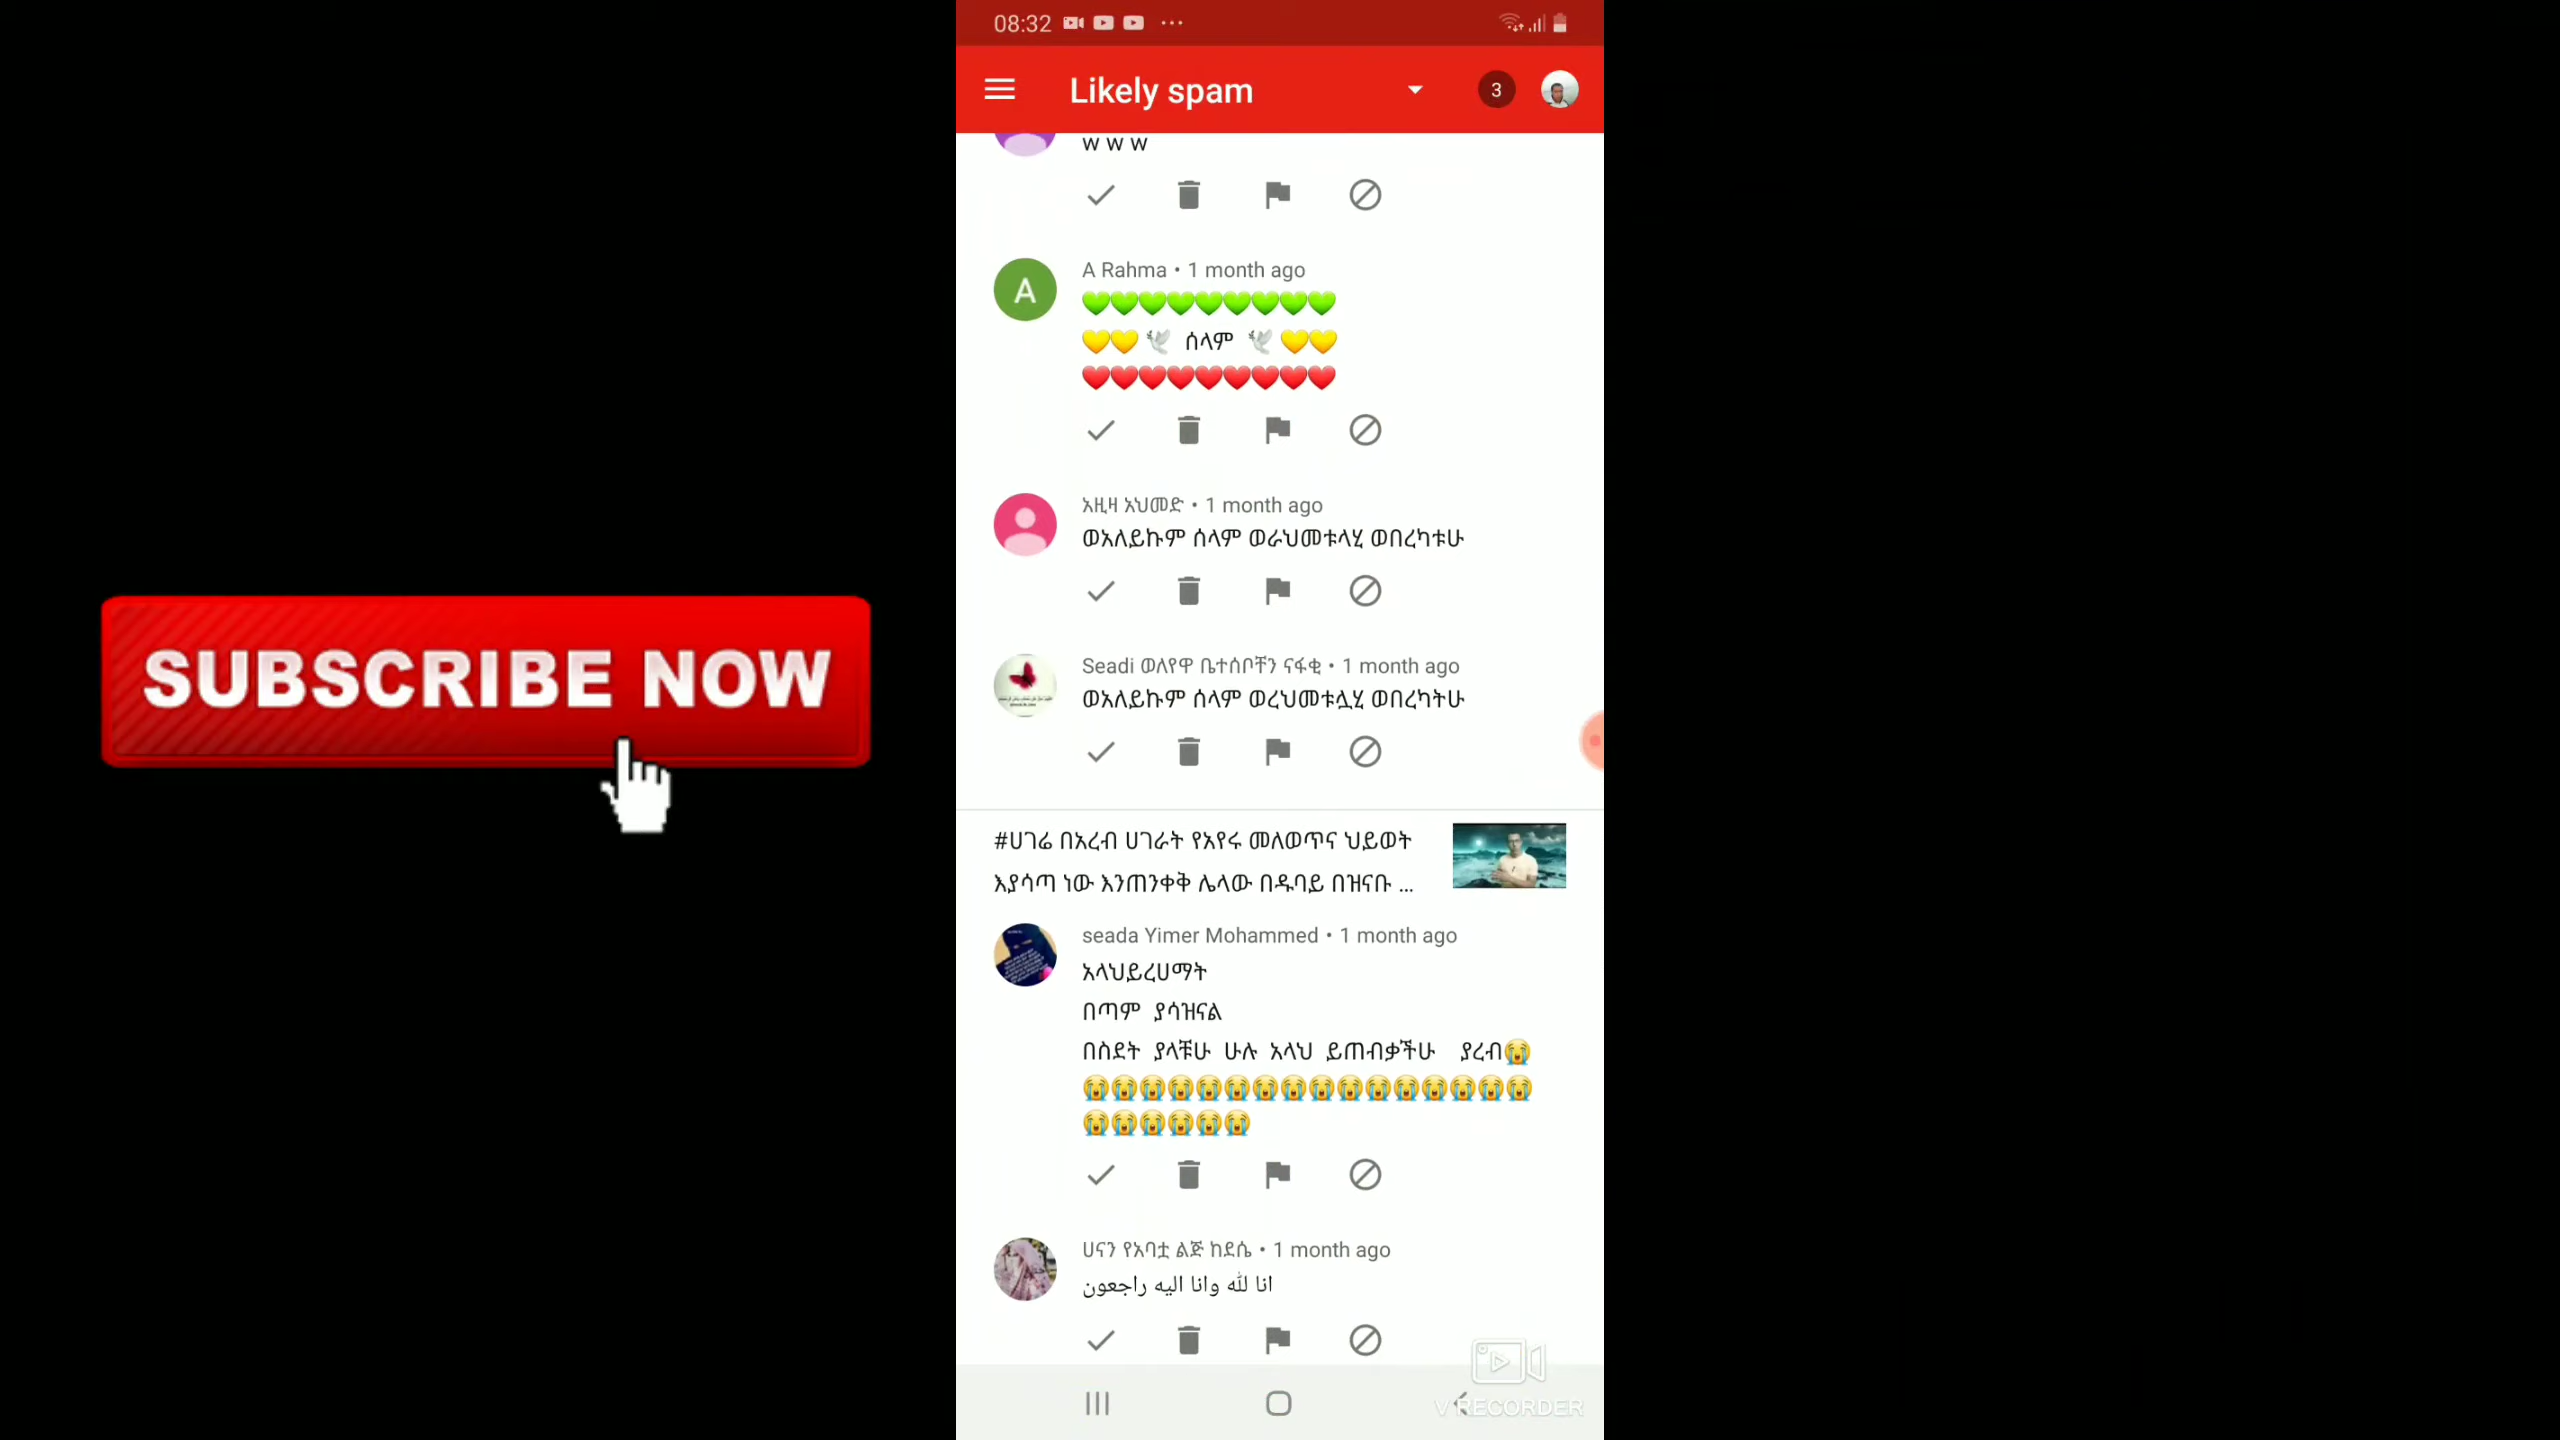 08:32
Likely spam
3
w w w
A Rahma • 1 month ago
A
💚💚💚💚💚💚💚💚💚
💛💛 🕊 ሰላም 🕊 💛💛
❤❤❤❤❤❤❤❤❤
አዚዛ አህመድ • 1 month ago
ወአለይኩም ሰላም ወራህመቱላሂ ወበረካቱሁ
Seadi ወለየዋ ቤተሰቦቸን ናፋቂ • 1 month ago
ወአለይኩም ሰላም ወረህመቱሏሂ ወበረካትሁ
SUBSCRIBE NOW
#ሀገሬ በአረብ ሀገራት የአየሩ መለወጥና ህይወት
እያሳጣ ነው እንጠንቀቅ ሌላው በዱባይ በዝናቡ ...
seada Yimer Mohammed • 1 month ago
አላህይረሀማት
በጣም ያሳዝናል
በስደት ያላቹሁ ሁሉ አላህ ይጠብቃችሁ ያረብ😭
😭😭😭😭😭😭😭😭😭😭😭😭😭😭😭😭
😭😭😭😭😭😭
ሀናን የአባቷ ልጅ ከደሴ • 1 month ago
انا لله وانا اليه راجعون
V RECORDER